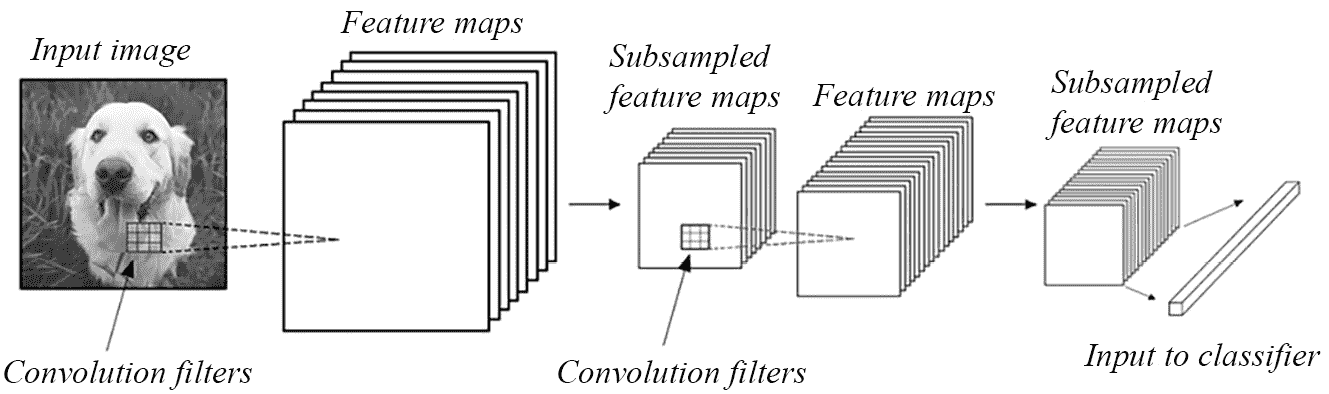 Input image
Feature maps
Subsampled
feature maps
Feature maps
Subsampled
feature maps
Convolution filters
Convolution filters
Input to classifier